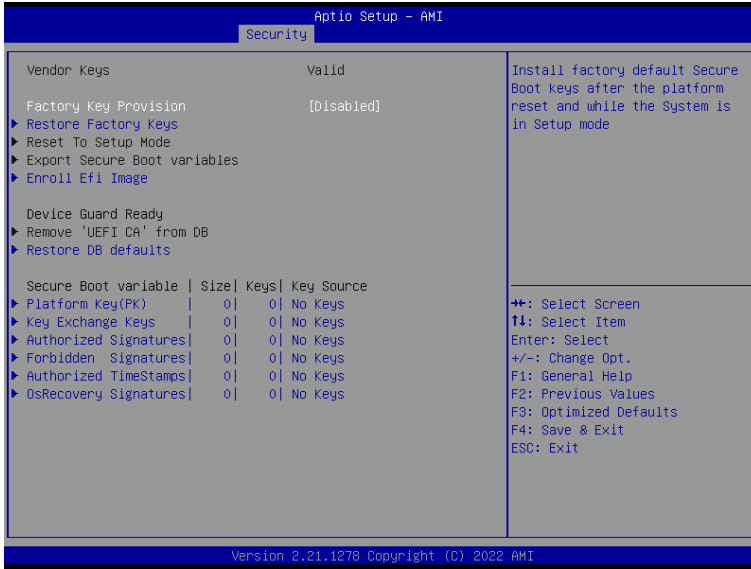 Aptio Setup – AMI
Security
Vendor Keys Valid
Factory Key Provision [Disabled]
▶ Restore Factory Keys
▶ Reset To Setup Mode
▶ Export Secure Boot variables
▶ Enroll Efi Image
Device Guard Ready
▶ Remove 'UEFI CA' from DB
▶ Restore DB defaults
Secure Boot variable | Size| Keys| Key Source
▶ Platform Key(PK) | 0| 0| No Keys
▶ Key Exchange Keys | 0| 0| No Keys
▶ Authorized Signatures| 0| 0| No Keys
▶ Forbidden Signatures| 0| 0| No Keys
▶ Authorized TimeStamps| 0| 0| No Keys
▶ OsRecovery Signatures| 0| 0| No Keys
Install factory default Secure
Boot keys after the platform
reset and while the System is
in Setup mode
→←: Select Screen
↑↓: Select Item
Enter: Select
+/-: Change Opt.
F1: General Help
F2: Previous Values
F3: Optimized Defaults
F4: Save & Exit
ESC: Exit
Version 2.21.1278 Copyright (C) 2022 AMI